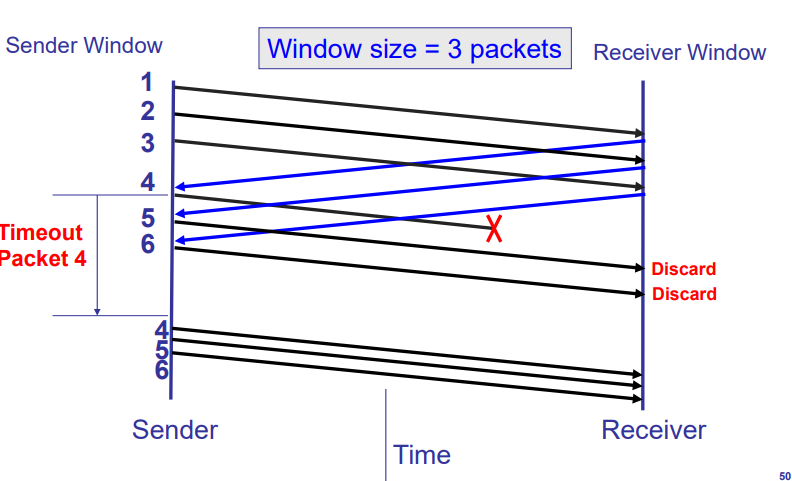 Sender Window
Window size = 3 packets
Receiver Window
1
2
3
4
5
6
Timeout
Packet 4
X
Discard
Discard
4
5
6
Sender
Receiver
Time
50